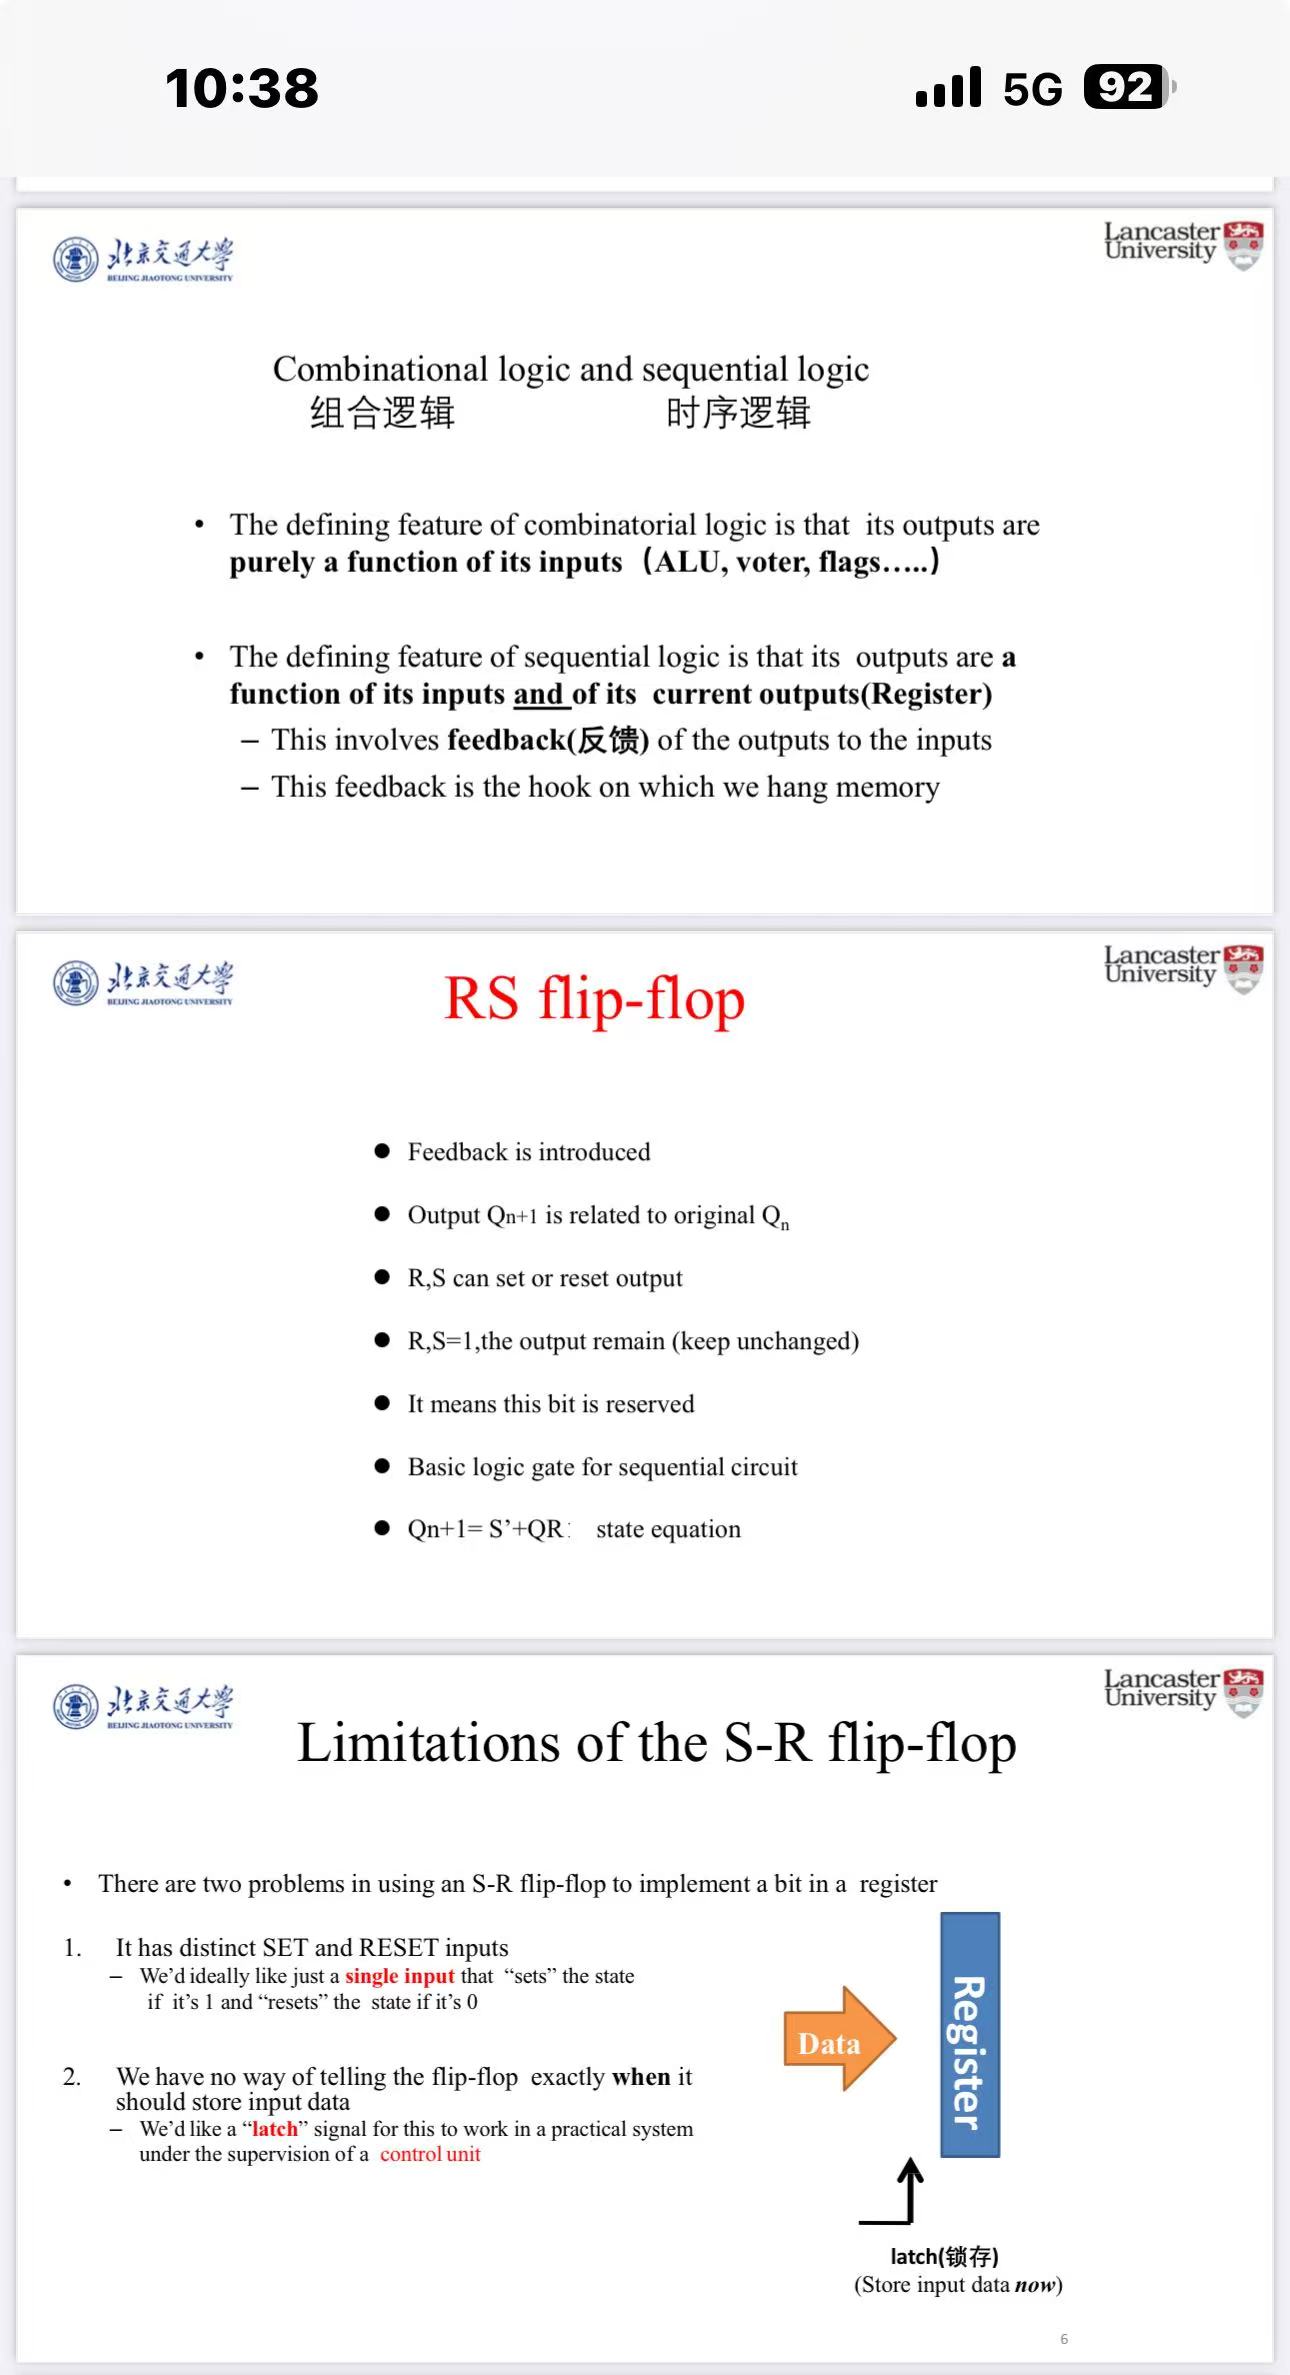 10:38
5G 92
北京交通大学
BEIJING JIAOTONG UNIVERSITY
Lancaster
University
Combinational logic and sequential logic
组合逻辑 时序逻辑
• The defining feature of combinatorial logic is that its outputs are
purely a function of its inputs（ALU, voter, flags…..）
• The defining feature of sequential logic is that its outputs are a
function of its inputs and of its current outputs(Register)
– This involves feedback(反馈) of the outputs to the inputs
– This feedback is the hook on which we hang memory
北京交通大学
BEIJING JIAOTONG UNIVERSITY
Lancaster
University
RS flip-flop
● Feedback is introduced
● Output Qn+1 is related to original Qn
● R,S can set or reset output
● R,S=1,the output remain (keep unchanged)
● It means this bit is reserved
● Basic logic gate for sequential circuit
● Qn+1= S’+QR: state equation
北京交通大学
BEIJING JIAOTONG UNIVERSITY
Lancaster
University
Limitations of the S-R flip-flop
• There are two problems in using an S-R flip-flop to implement a bit in a register
1. It has distinct SET and RESET inputs
– We’d ideally like just a single input that “sets” the state
if it’s 1 and “resets” the state if it’s 0
2. We have no way of telling the flip-flop exactly when it
should store input data
– We’d like a “latch” signal for this to work in a practical system
under the supervision of a control unit
Data
Register
latch(锁存)
(Store input data now)
6